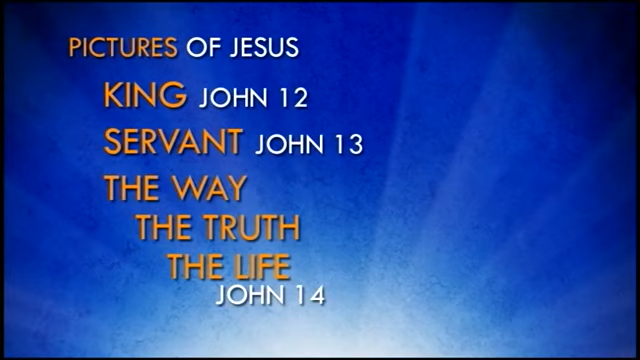 PICTURES OF JESUS
KING JOHN 12
SERVANT JOHN 13
THE WAY
THE TRUTH
THE LIFE
JOHN 14